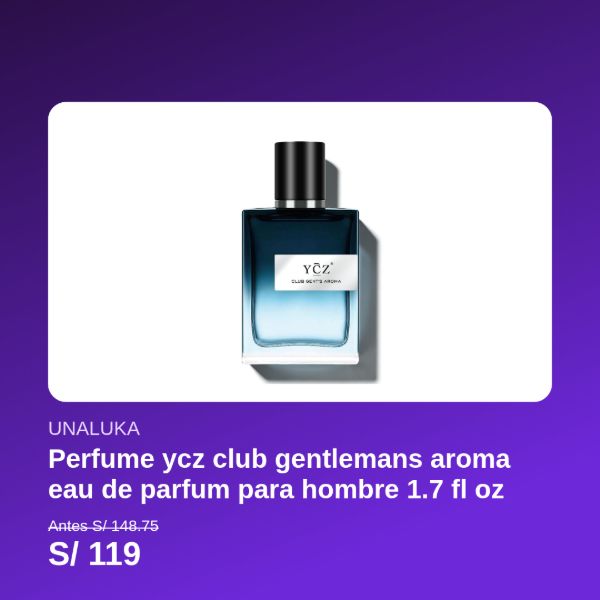 YCZ
CLUB GENT'S AROMA
UNALUKA
Perfume ycz club gentlemans aroma
eau de parfum para hombre 1.7 fl oz
Antes S/ 148.75
S/ 119